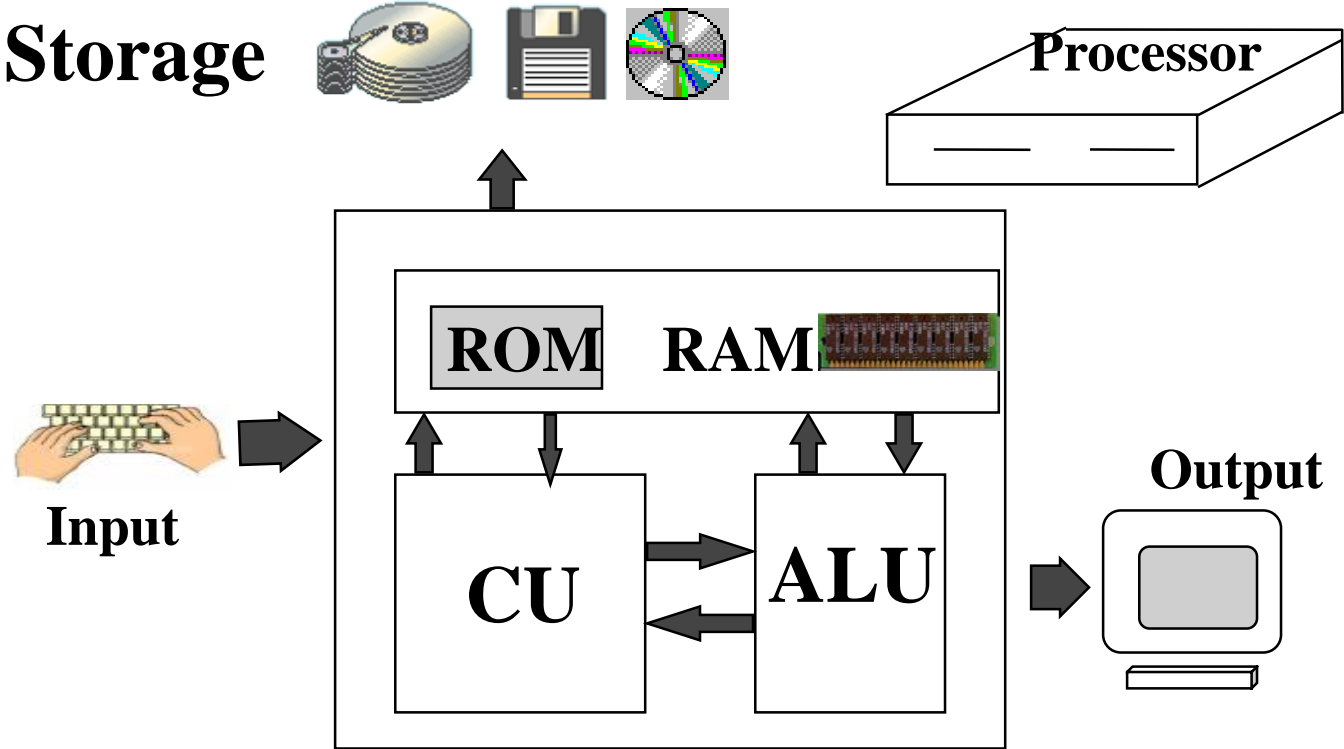 Storage
Processor
ROM
RAM
Input
Output
CU
ALU